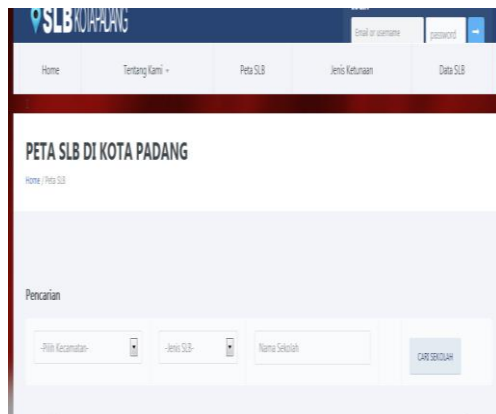 SLB KOTAPADANG
Email or username
password
Home
Tentang Kami
Peta SLB
Jenis Ketunaan
Data SLB
PETA SLB DI KOTA PADANG
Home / Peta SLB
Pencarian
-Pilih Kecamatan-
-Jenis SLB-
Nama Sekolah
CARI SEKOLAH